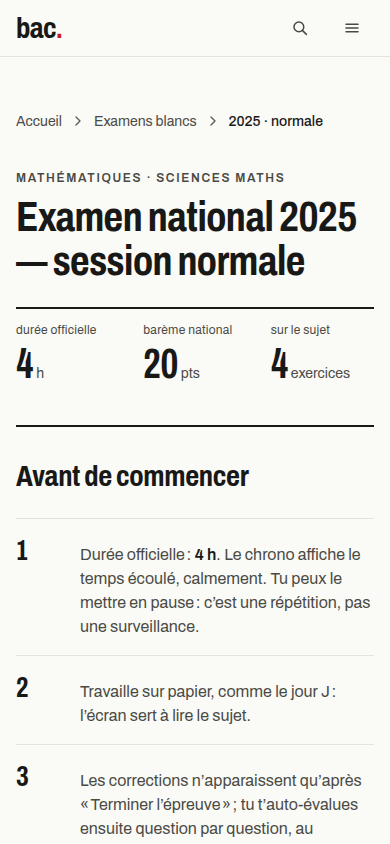 bac.
Accueil > Examens blancs > 2025 · normale
MATHÉMATIQUES · SCIENCES MATHS
Examen national 2025
— session normale
durée officielle barème national sur le sujet
4 h 20 pts 4 exercices
Avant de commencer
1 Durée officielle : 4 h. Le chrono affiche le
temps écoulé, calmement. Tu peux le
mettre en pause : c’est une répétition, pas
une surveillance.
2 Travaille sur papier, comme le jour J :
l’écran sert à lire le sujet.
3 Les corrections n’apparaissent qu’après
« Terminer l’épreuve » ; tu t’auto-évalues
ensuite question par question, au